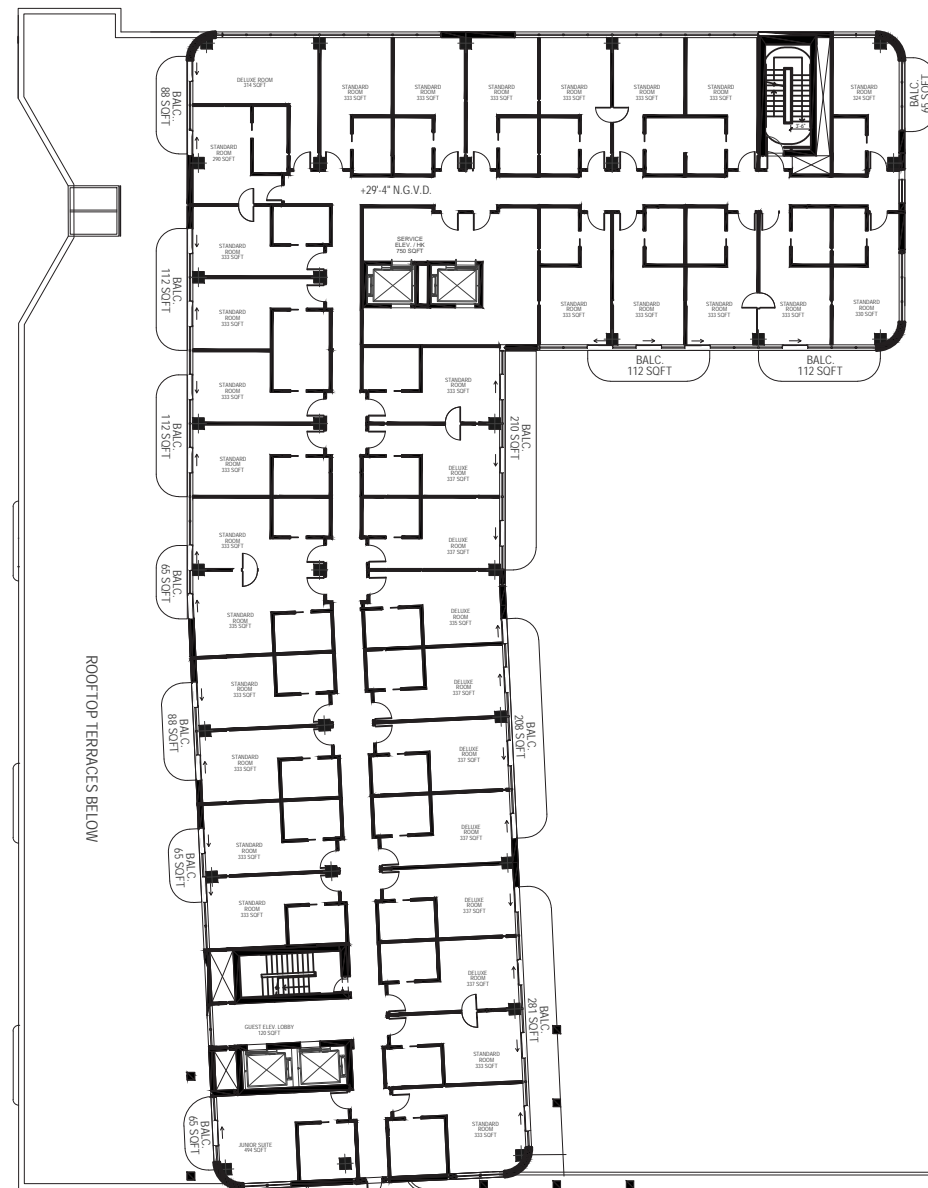 DELUXE ROOM
314 SQFT
STANDARD
ROOM
333 SQFT
STANDARD
ROOM
333 SQFT
STANDARD
ROOM
333 SQFT
STANDARD
ROOM
333 SQFT
STANDARD
ROOM
333 SQFT
STANDARD
ROOM
333 SQFT
STANDARD
ROOM
324 SQFT
BALC.
65 SQFT
BALC.
88 SQFT
STANDARD
ROOM
290 SQFT
+29'-4" N.G.V.D.
SERVICE
ELEV. / HK
750 SQFT
STANDARD
ROOM
333 SQFT
BALC.
112 SQFT
STANDARD
ROOM
333 SQFT
STANDARD
ROOM
333 SQFT
STANDARD
ROOM
333 SQFT
STANDARD
ROOM
333 SQFT
STANDARD
ROOM
333 SQFT
STANDARD
ROOM
330 SQFT
BALC.
112 SQFT
BALC.
112 SQFT
STANDARD
ROOM
333 SQFT
STANDARD
ROOM
333 SQFT
BALC.
112 SQFT
BALC.
210 SQFT
STANDARD
ROOM
333 SQFT
DELUXE
ROOM
337 SQFT
STANDARD
ROOM
333 SQFT
DELUXE
ROOM
337 SQFT
BALC.
65 SQFT
STANDARD
ROOM
335 SQFT
DELUXE
ROOM
335 SQFT
ROOFTOP TERRACES BELOW
STANDARD
ROOM
333 SQFT
DELUXE
ROOM
337 SQFT
BALC.
88 SQFT
BALC.
208 SQFT
STANDARD
ROOM
333 SQFT
DELUXE
ROOM
337 SQFT
STANDARD
ROOM
333 SQFT
DELUXE
ROOM
337 SQFT
BALC.
65 SQFT
STANDARD
ROOM
333 SQFT
DELUXE
ROOM
337 SQFT
DELUXE
ROOM
337 SQFT
BALC.
281 SQFT
GUEST ELEV. LOBBY
120 SQFT
STANDARD
ROOM
333 SQFT
BALC.
65 SQFT
JUNIOR SUITE
494 SQFT
STANDARD
ROOM
333 SQFT